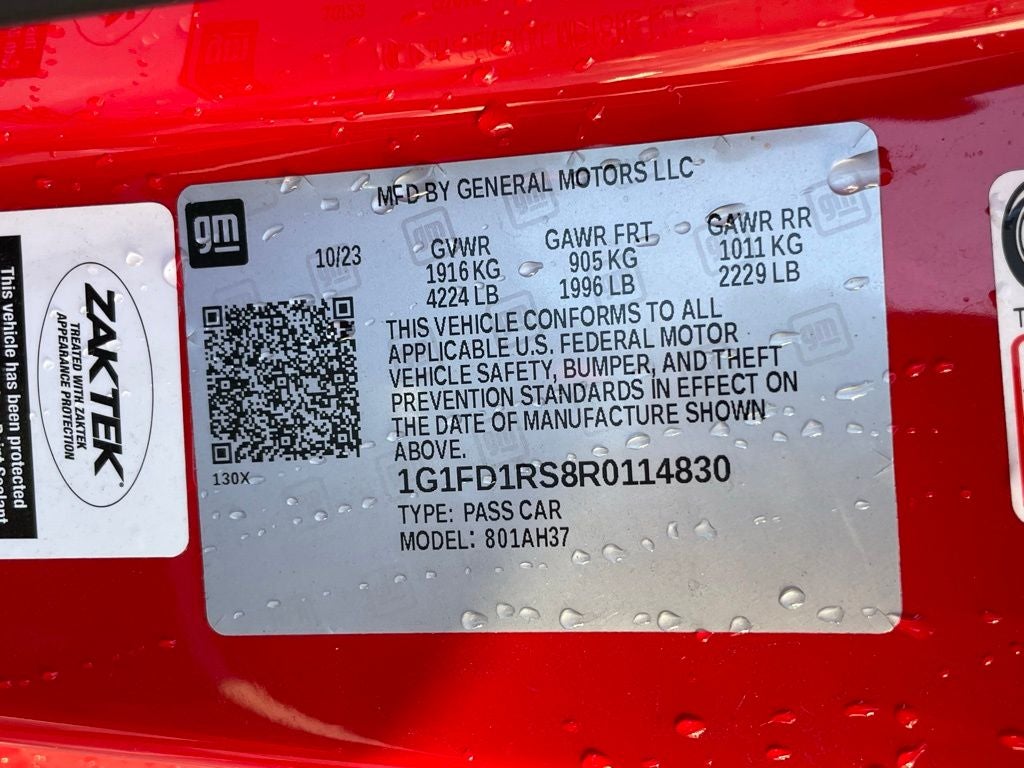 This vehicle has been protected
ZAKTEK
TREATED WITH ZAKTEK
APPEARANCE PROTECTION
gm
MFD BY GENERAL MOTORS LLC
10/23
GVWR GAWR FRT GAWR RR
1916 KG 905 KG 1011 KG
4224 LB 1996 LB 2229 LB
THIS VEHICLE CONFORMS TO ALL
APPLICABLE U.S. FEDERAL MOTOR
VEHICLE SAFETY, BUMPER, AND THEFT
PREVENTION STANDARDS IN EFFECT ON
THE DATE OF MANUFACTURE SHOWN
ABOVE.
130X
1G1FD1RS8R0114830
TYPE: PASS CAR
MODEL: 801AH37